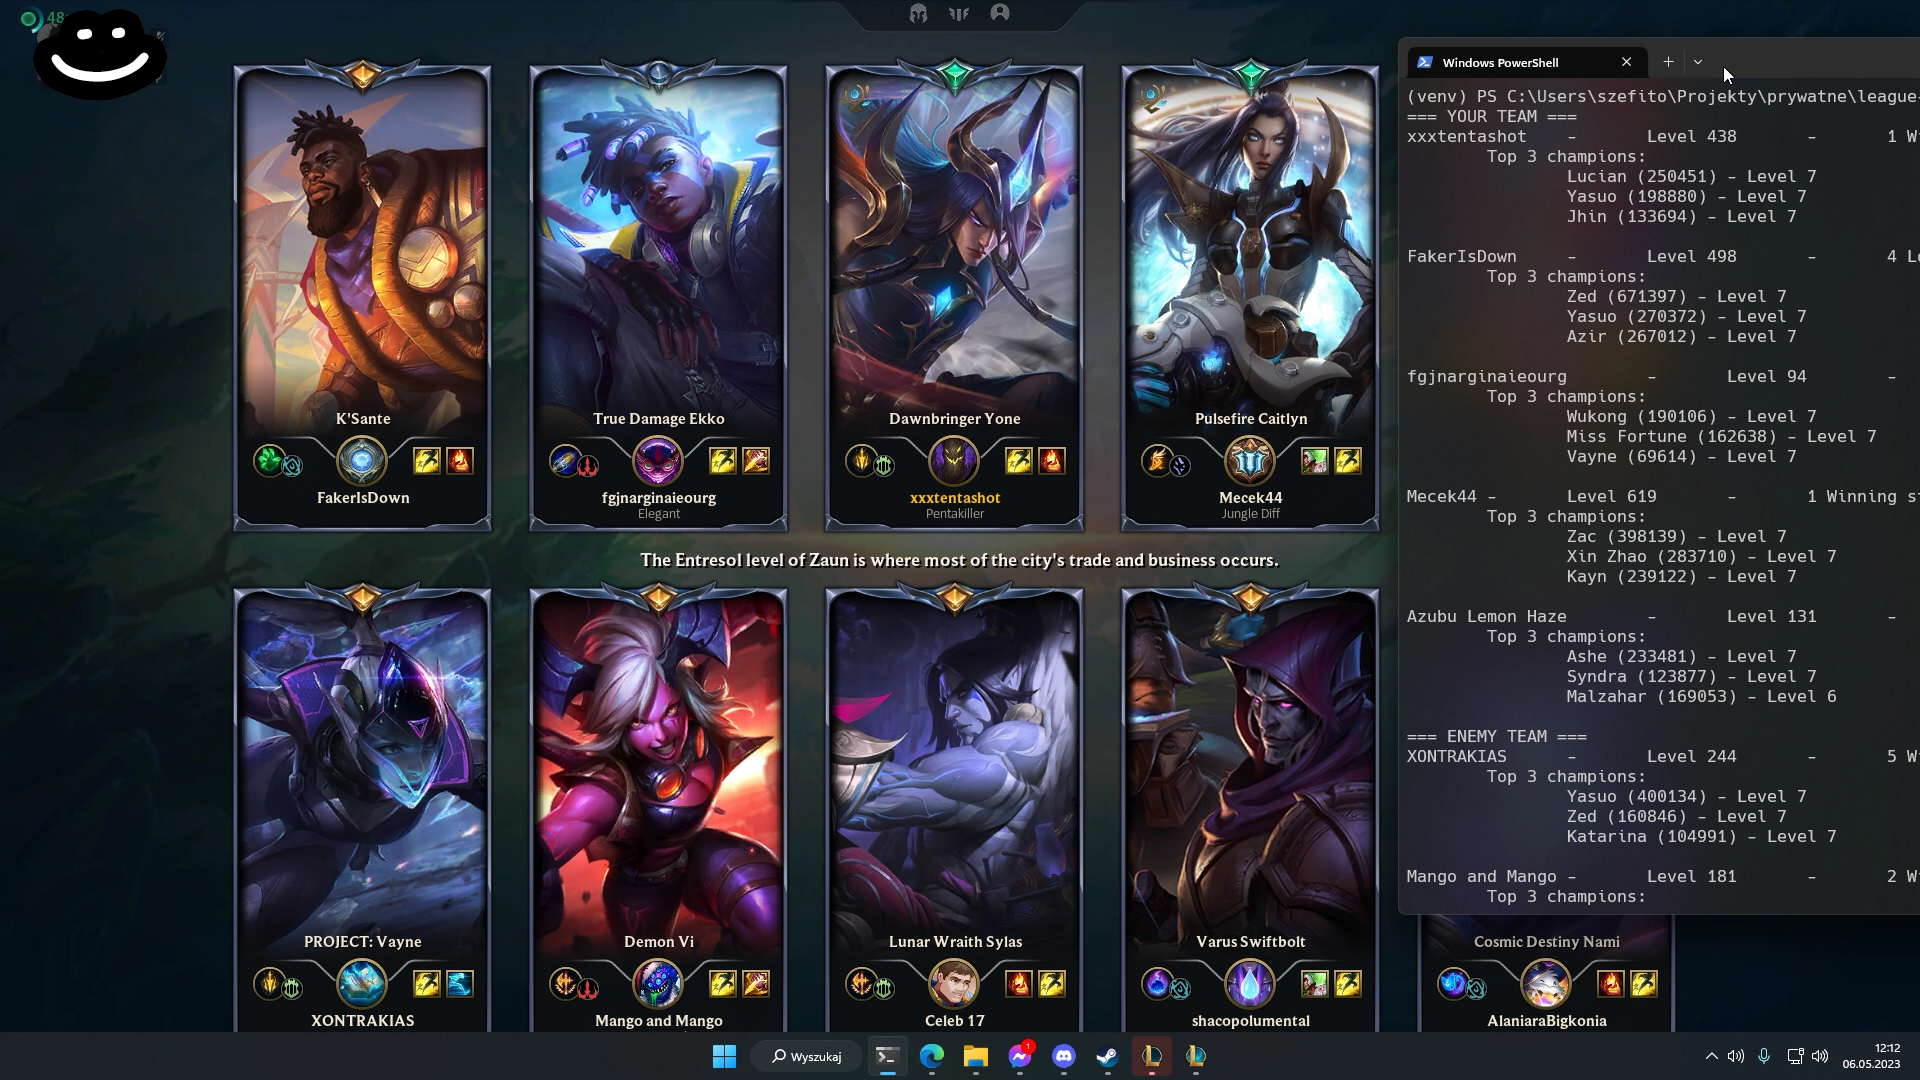 48
K'Sante
FakerIsDown
True Damage Ekko
fgjnarginaieourg
Elegant
Dawnbringer Yone
xxxtentashot
Pentakiller
Pulsefire Caitlyn
Mecek44
Jungle Diff
The Entresol level of Zaun is where most of the city's trade and business occurs.
PROJECT: Vayne
XONTRAKIAS
Demon Vi
Mango and Mango
Lunar Wraith Sylas
Celeb 17
Varus Swiftbolt
shacopolumental
Cosmic Destiny Nami
AlaniaraBigkonia
Windows PowerShell
(venv) PS C:\Users\szefito\Projekty\prywatne\league-
=== YOUR TEAM ===
xxxtentashot - Level 438 - 1 Wi
Top 3 champions:
Lucian (250451) - Level 7
Yasuo (198880) - Level 7
Jhin (133694) - Level 7
FakerIsDown - Level 498 - 4 Lo
Top 3 champions:
Zed (671397) - Level 7
Yasuo (270372) - Level 7
Azir (267012) - Level 7
fgjnarginaieourg - Level 94 -
Top 3 champions:
Wukong (190106) - Level 7
Miss Fortune (162638) - Level 7
Vayne (69614) - Level 7
Mecek44 - Level 619 - 1 Winning st
Top 3 champions:
Zac (398139) - Level 7
Xin Zhao (283710) - Level 7
Kayn (239122) - Level 7
Azubu Lemon Haze - Level 131 -
Top 3 champions:
Ashe (233481) - Level 7
Syndra (123877) - Level 7
Malzahar (169053) - Level 6
=== ENEMY TEAM ===
XONTRAKIAS - Level 244 - 5 Wi
Top 3 champions:
Yasuo (400134) - Level 7
Zed (160846) - Level 7
Katarina (104991) - Level 7
Mango and Mango - Level 181 - 2 Wi
Top 3 champions:
Wyszukaj
1
12:12
06.05.2023